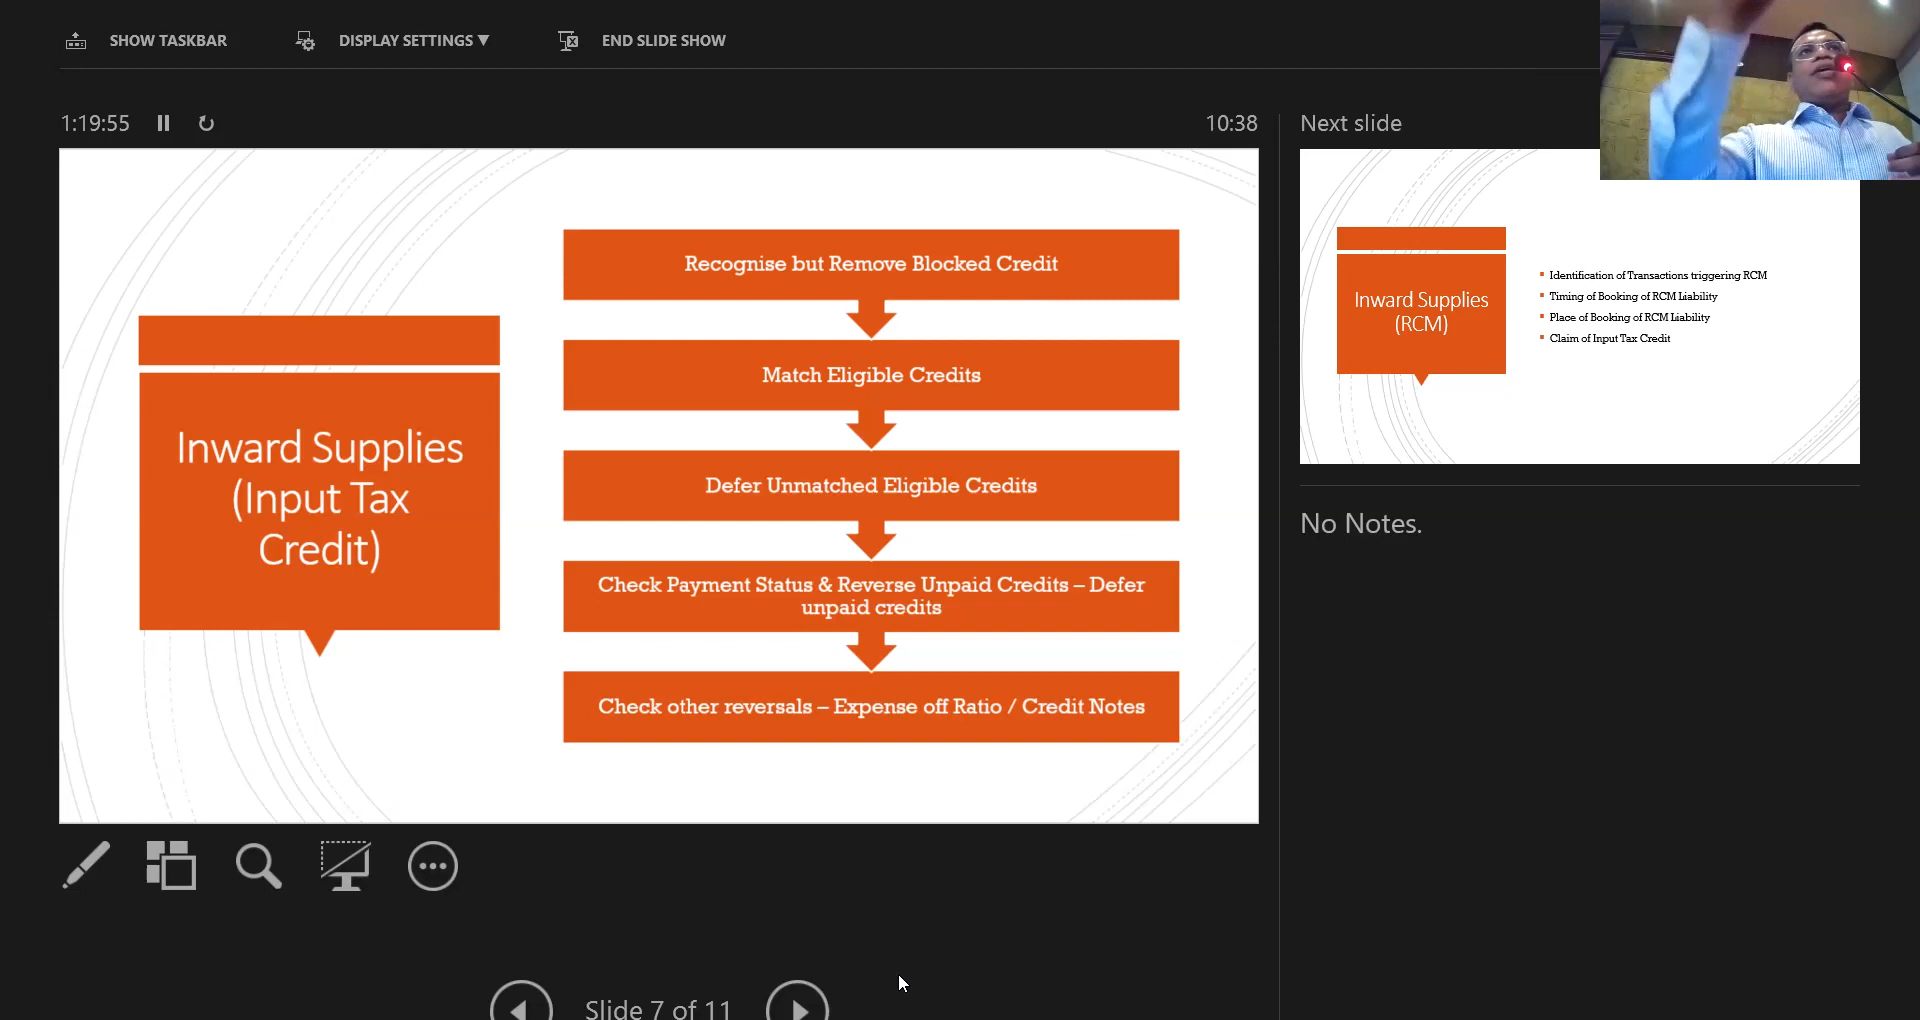 SHOW TASKBAR
DISPLAY SETTINGS ▼
END SLIDE SHOW
1:19:55
10:38
Next slide
Inward Supplies
(Input Tax
Credit)
Recognise but Remove Blocked Credit
Match Eligible Credits
Defer Unmatched Eligible Credits
Check Payment Status & Reverse Unpaid Credits – Defer
unpaid credits
Check other reversals – Expense off Ratio / Credit Notes
Inward Supplies
(RCM)
Identification of Transactions triggering RCM
Timing of Booking of RCM Liability
Place of Booking of RCM Liability
Claim of Input Tax Credit
No Notes.
Slide 7 of 11